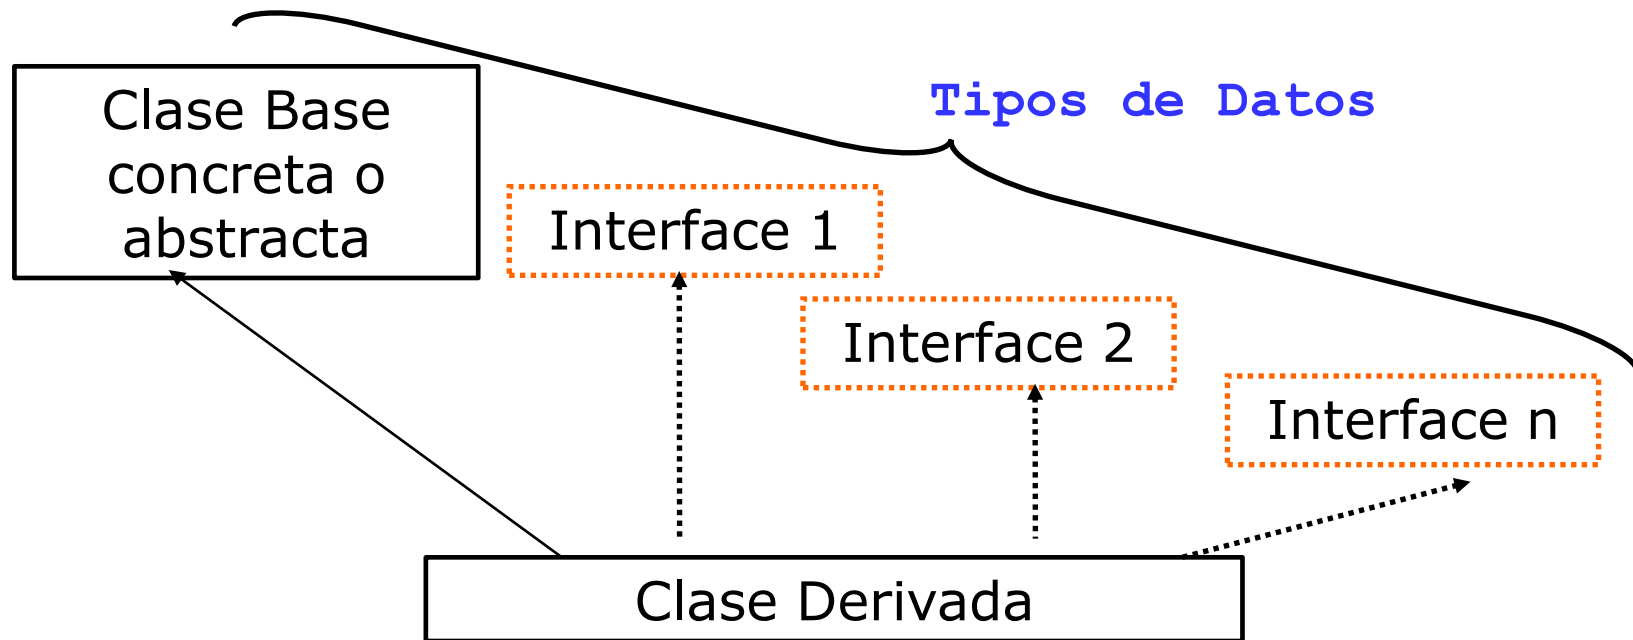 Clase Base
concreta o
abstracta
Tipos de Datos
Interface 1
Interface 2
Interface n
Clase Derivada